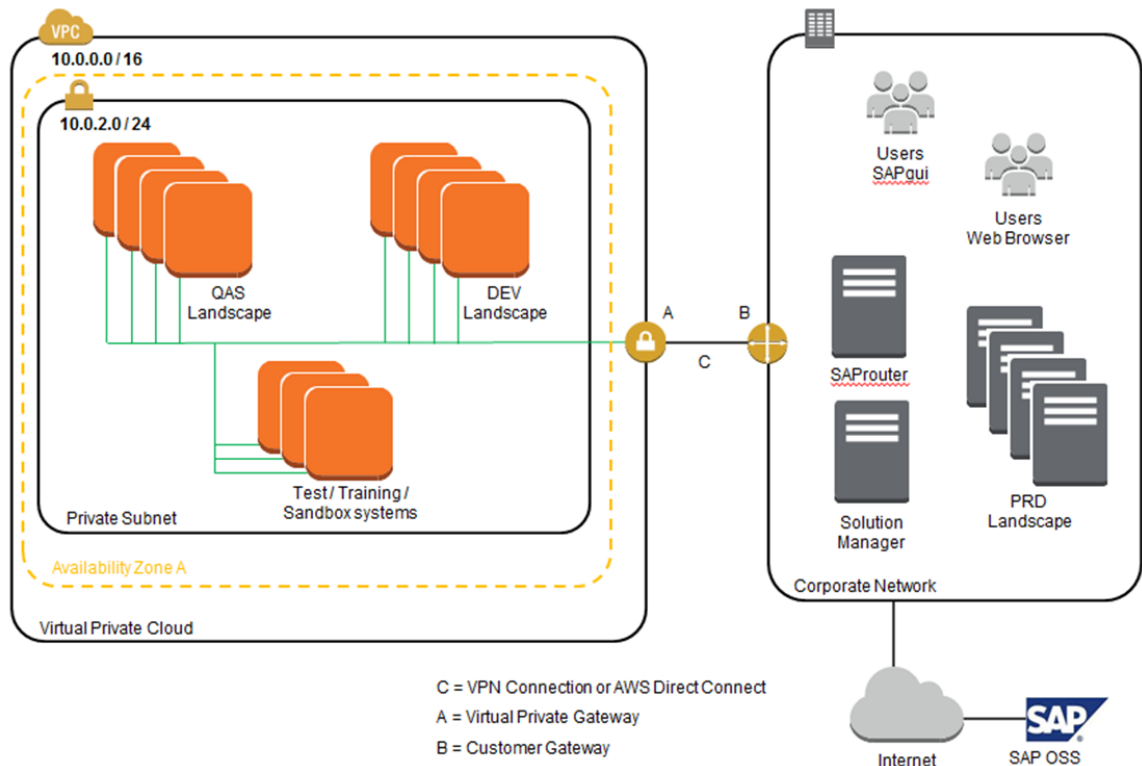 VPC
10.0.0.0 / 16
10.0.2.0 / 24
QAS
Landscape
DEV
Landscape
Test / Training /
Sandbox systems
Private Subnet
Availability Zone A
Virtual Private Cloud
A
B
C
Users
SAPgui
Users
Web Browser
SAProuter
Solution
Manager
PRD
Landscape
Corporate Network
C = VPN Connection or AWS Direct Connect
A = Virtual Private Gateway
B = Customer Gateway
Internet
SAP
SAP OSS